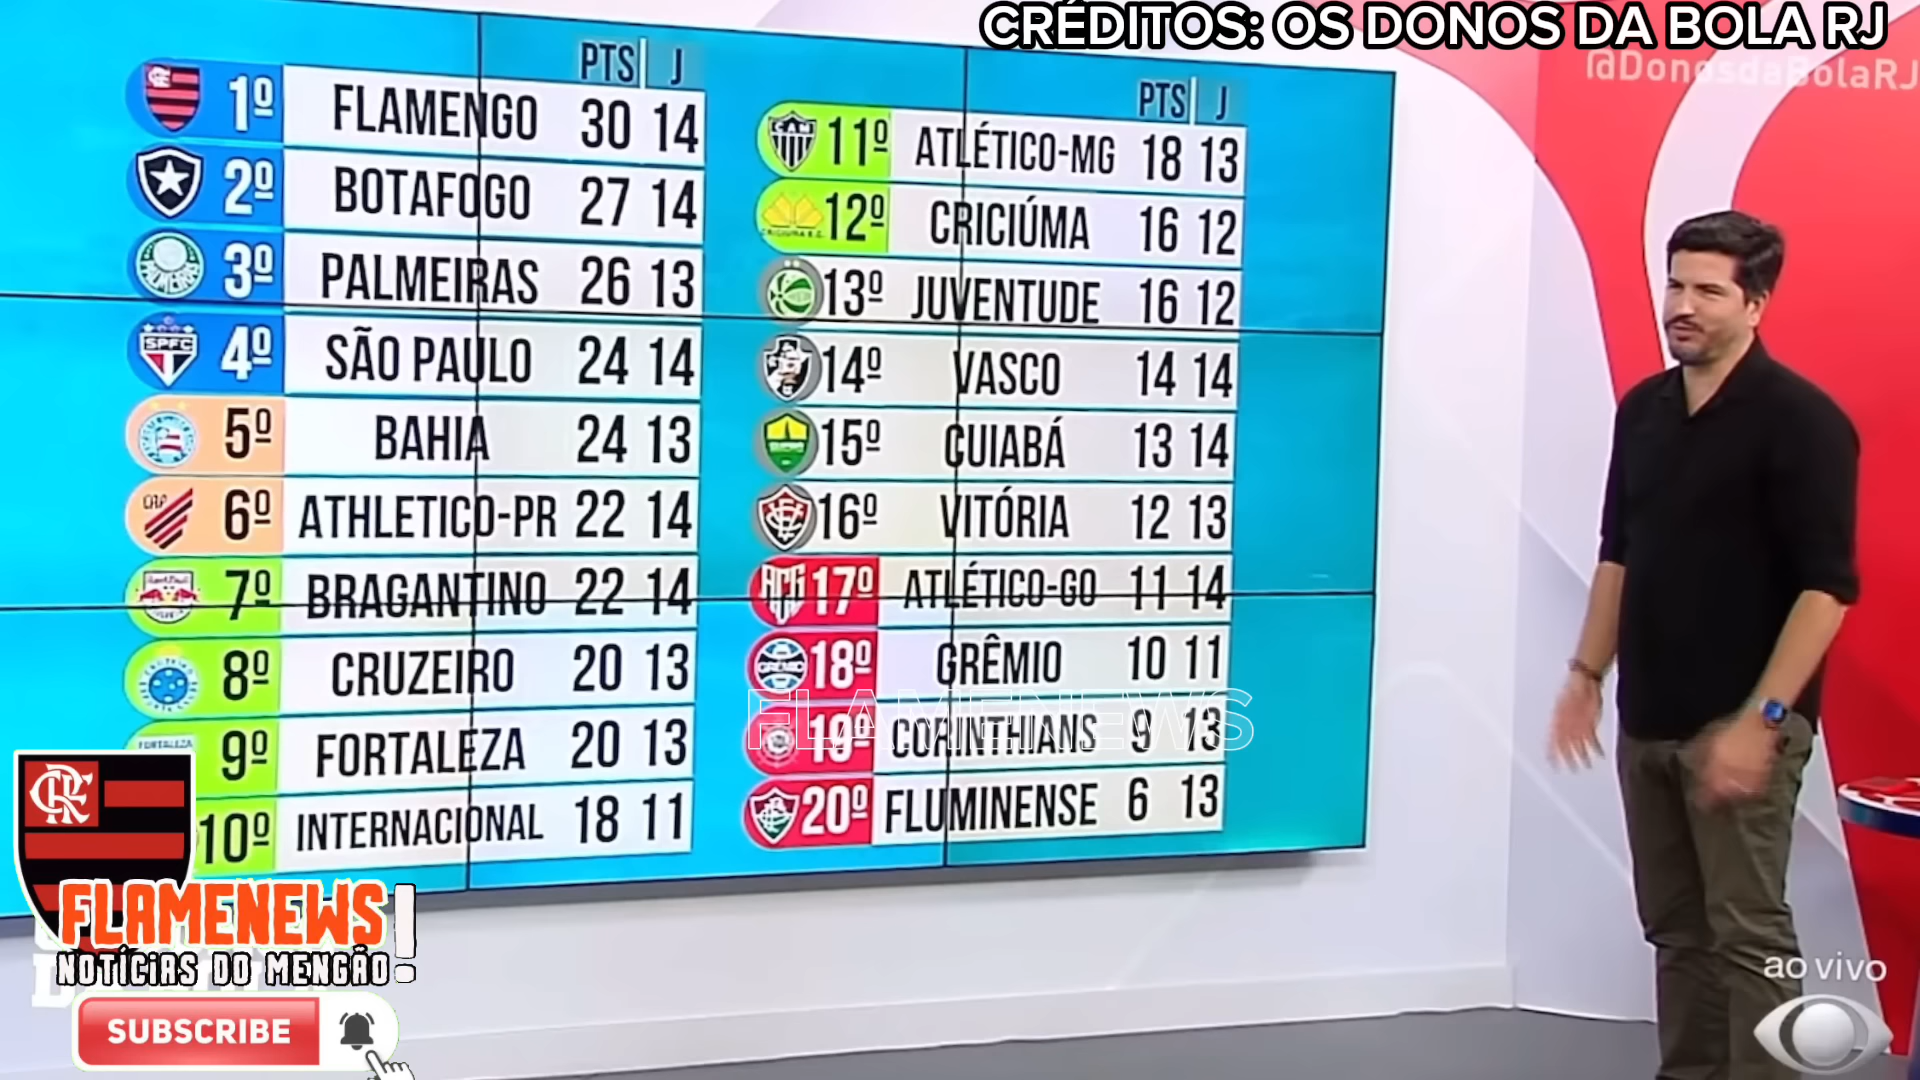 CRÉDITOS: OS DONOS DA BOLA RJ
@DonosdaBolaRJ
PTS J
1º FLAMENGO 30 14
2º BOTAFOGO 27 14
3º PALMEIRAS 26 13
SPFC
4º SÃO PAULO 24 14
5º BAHIA 24 13
CAP
6º ATHLETICO-PR 22 14
7º BRAGANTINO 22 14
8º CRUZEIRO 20 13
FORTALEZA
9º FORTALEZA 20 13
10º INTERNACIONAL 18 11
PTS J
CAM
11º ATLÉTICO-MG 18 13
12º CRICIÚMA 16 12
13º JUVENTUDE 16 12
14º VASCO 14 14
15º CUIABÁ 13 14
16º VITÓRIA 12 13
17º ATLÉTICO-GO 11 14
GRÊMIO
18º GRÊMIO 10 11
19º CORINTHIANS 9 13
20º FLUMINENSE 6 13
FLAMENEWS
FLAMENEWS!
NOTÍCIAS DO MENGÃO
SUBSCRIBE
ao vivo